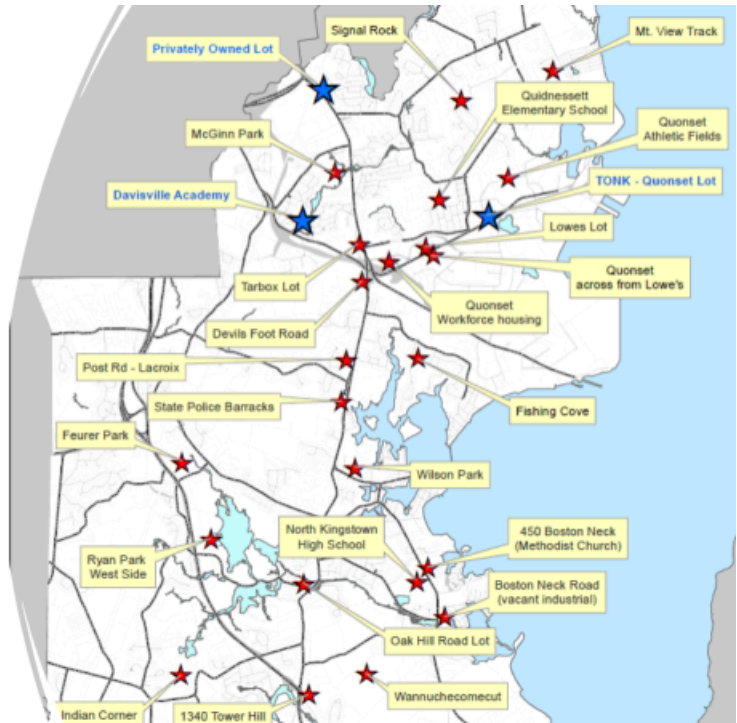 Signal Rock
Mt. View Track
Privately Owned Lot
Quidnessett
Elementary School
McGinn Park
Quonset
Athletic Fields
Davisville Academy
TONK - Quonset Lot
Lowes Lot
Tarbox Lot
Quonset
across from Lowe's
Quonset
Workforce housing
Devils Foot Road
Post Rd - Lacroix
State Police Barracks
Fishing Cove
Feurer Park
Wilson Park
North Kingstown
High School
450 Boston Neck
(Methodist Church)
Ryan Park
West Side
Boston Neck Road
(vacant industrial)
Oak Hill Road Lot
Wannuchecomecut
Indian Corner
1340 Tower Hill